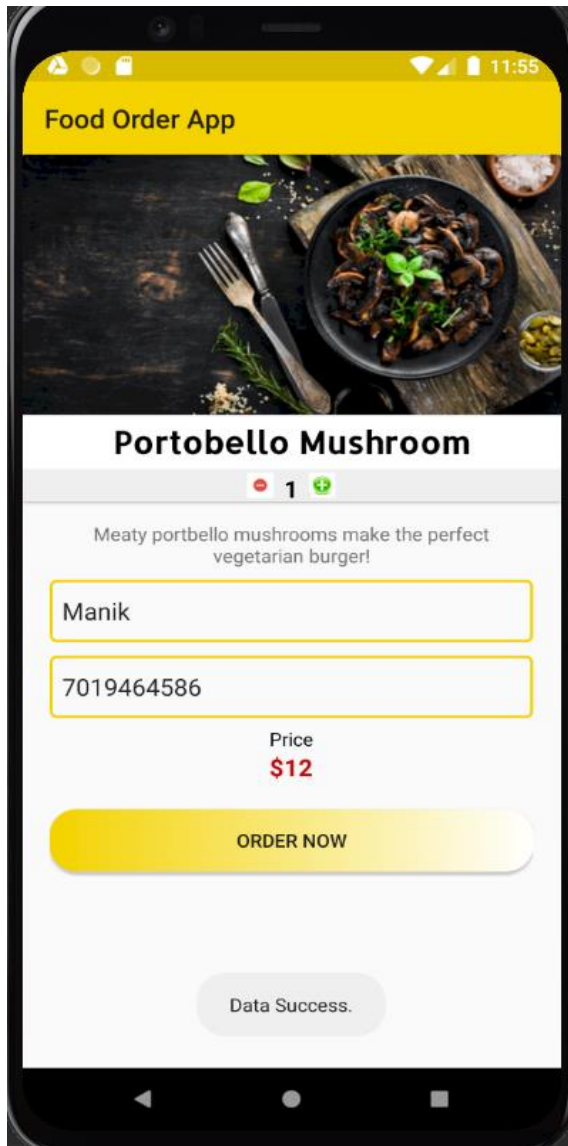 11:55
Food Order App
Portobello Mushroom
1
Meaty portbello mushrooms make the perfect
vegetarian burger!
Manik
7019464586
Price
$12
ORDER NOW
Data Success.